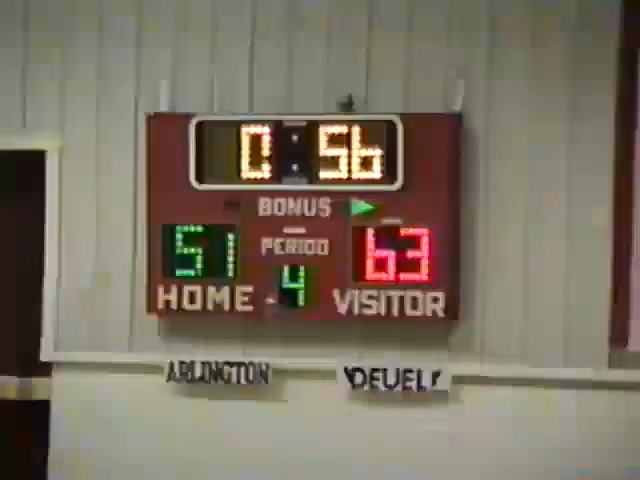 0:56
BONUS
PERIOD
51 4 63
HOME VISITOR
ARLINGTON DEUEL